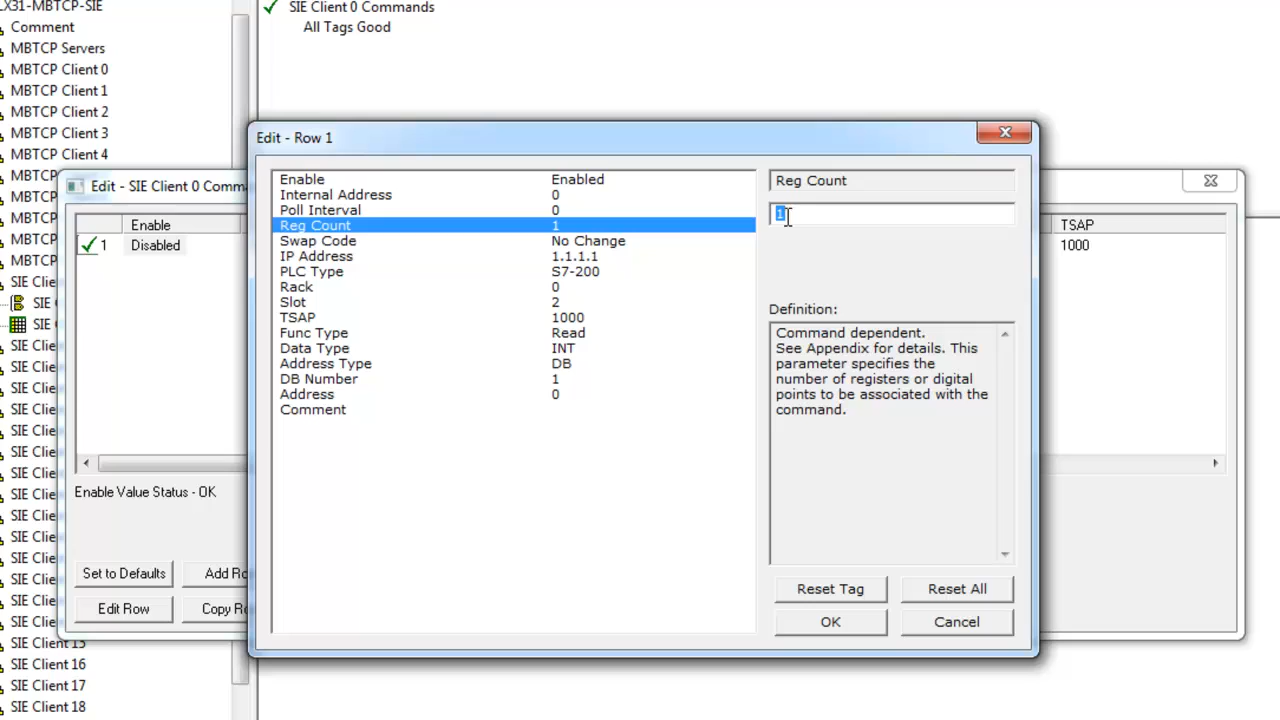 LX31-MBTCP-SIE
Comment
MBTCP Servers
MBTCP Client 0
MBTCP Client 1
MBTCP Client 2
MBTCP Client 3
MBTCP Client 4
SIE Client 16
SIE Client 17
SIE Client 18
SIE Client 0 Commands
All Tags Good
Edit - SIE Client 0 Comma
Enable
1 Disabled
TSAP
1000
Enable Value Status - OK
Set to Defaults
Add Ro
Edit Row
Copy Ro
Edit - Row 1
Enable Enabled
Internal Address 0
Poll Interval 0
Reg Count 1
Swap Code No Change
IP Address 1.1.1.1
PLC Type S7-200
Rack 0
Slot 2
TSAP 1000
Func Type Read
Data Type INT
Address Type DB
DB Number 1
Address 0
Comment
Reg Count
1
Definition:
Command dependent.
See Appendix for details. This
parameter specifies the
number of registers or digital
points to be associated with the
command.
Reset Tag
Reset All
OK
Cancel